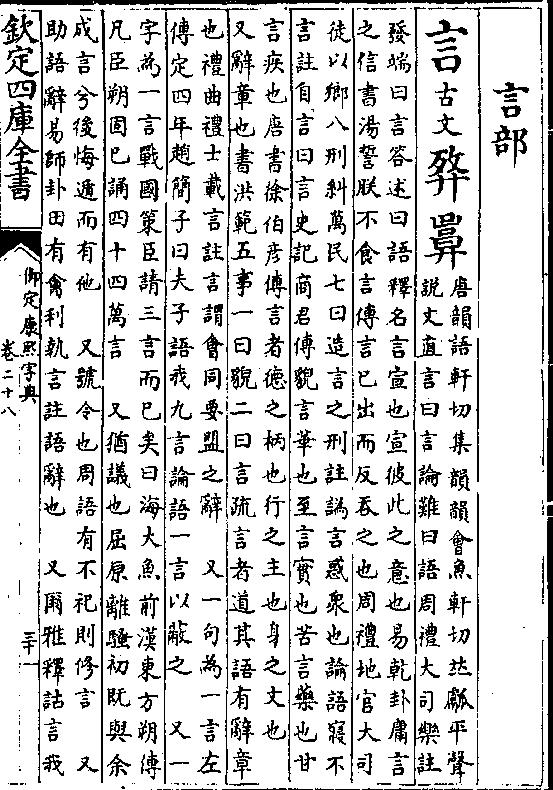 言部
言古文𠱫𠾂唐韻語軒切集韻韻會魚軒切𠀤甗平聲
說文直言曰言論難曰語周禮大司樂註
發端曰言答述曰語釋名言宣也宣彼此之意也易乾卦庸言
之信書湯誓朕不食言傳言已出而反吞之也周禮地官大司
徒以鄉八刑糾萬民七曰造言之刑註訛言惑衆也論語寢不
言註自言曰言史記商君傳貌言華也至言實也苦言藥也甘
言疾也唐書徐伯彥傳言者德之柄也行之主也身之文也
又辭章也書洪範五事一曰貌二曰言疏言者道其語有辭章
也禮曲禮士載言註言謂會同要盟之辭 又一句為一言左
傳定四年趙簡子曰夫子語我九言論語一言以蔽之 又一
字為一言戰國策臣請三言而已矣曰海大魚前漢東方朔傳
凡臣朔固已誦四十四萬言 又猶議也屈原離騷初旣與余
成言兮後悔遁而有他 又號令也周語有不祀則修言 又
助語辭易師卦田有禽利執言註語辭也 又爾雅釋詁言我
欽定四庫全書
御定康熙字典
卷二十八
三十一